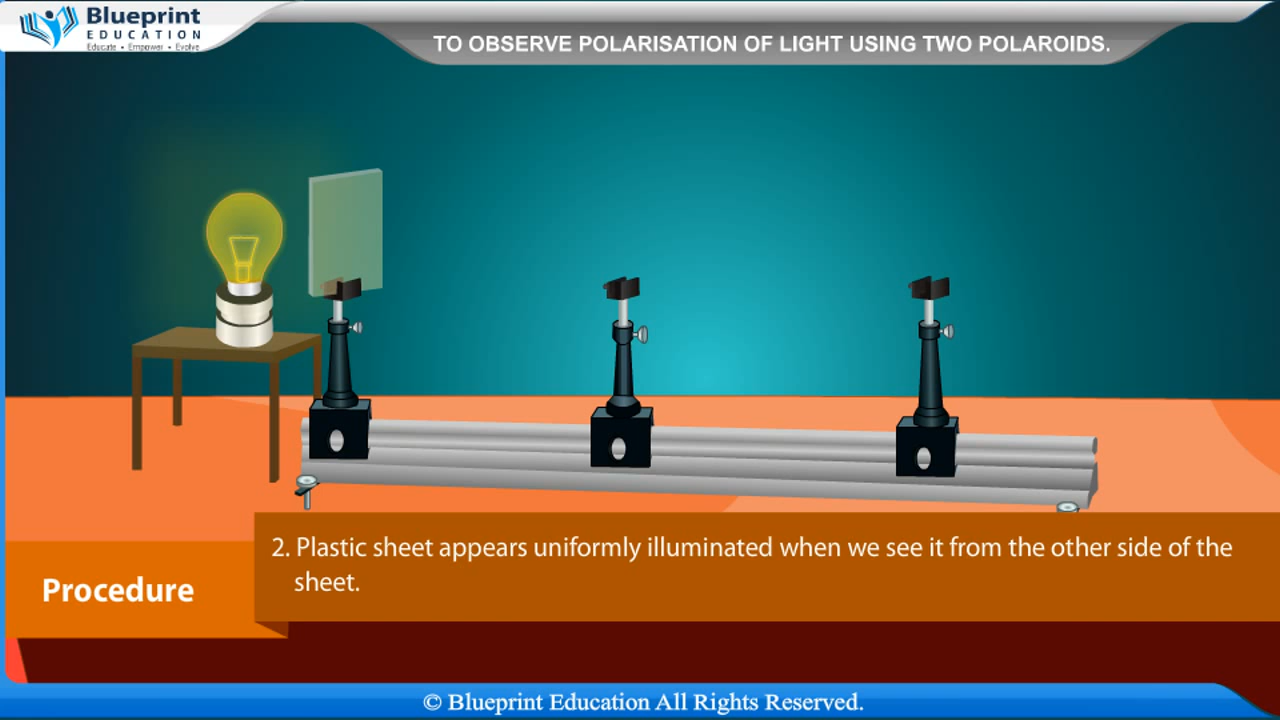 Blueprint
EDUCATION
Educate • Empower • Evolve
TO OBSERVE POLARISATION OF LIGHT USING TWO POLAROIDS.
2. Plastic sheet appears uniformly illuminated when we see it from the other side of the
sheet.
Procedure
© Blueprint Education All Rights Reserved.